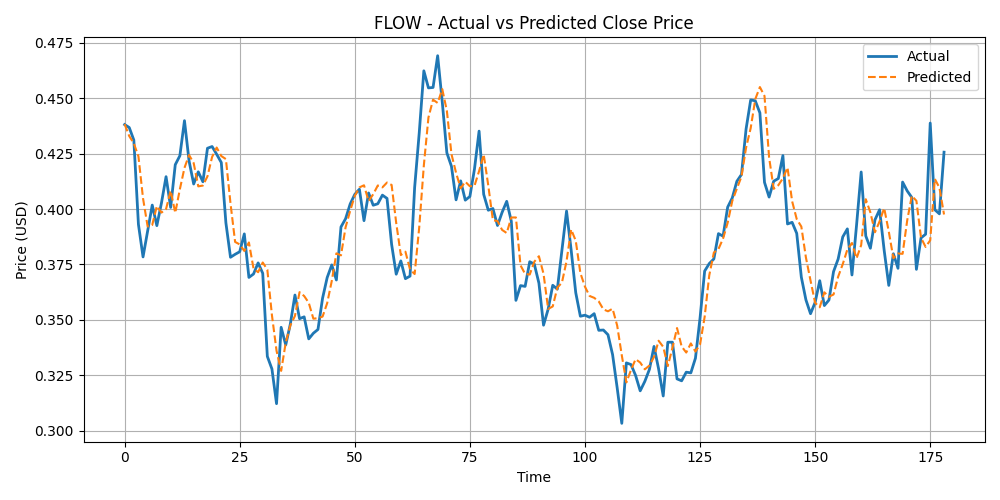 FLOW - Actual vs Predicted Close Price
Actual
Predicted
Price (USD)
0.475
0.450
0.425
0.400
0.375
0.350
0.325
0.300
0 25 50 75 100 125 150 175
Time